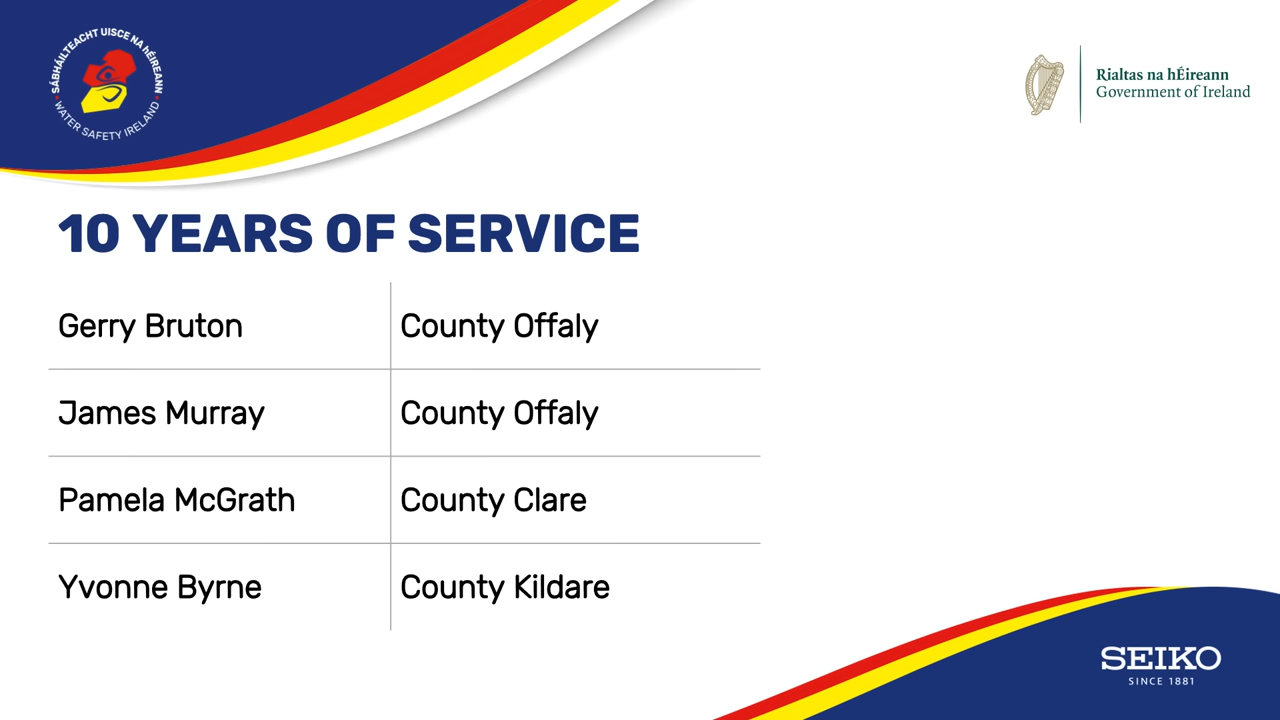 SÁBHÁILTEACHT UISCE NA hÉIREANN
WATER SAFETY IRELAND
Rialtas na hÉireann
Government of Ireland
10 YEARS OF SERVICE
Gerry Bruton County Offaly
James Murray County Offaly
Pamela McGrath County Clare
Yvonne Byrne County Kildare
SEIKO
SINCE 1881